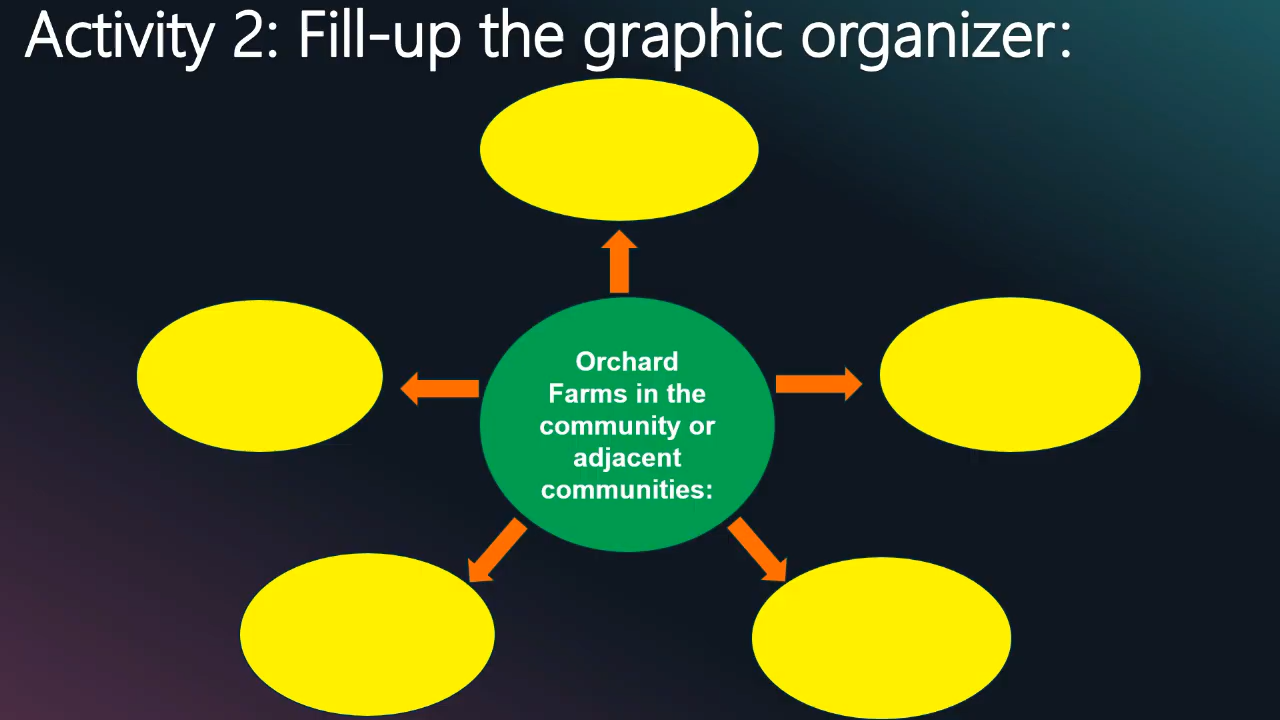 Activity 2: Fill-up the graphic organizer:
Orchard
Farms in the
community or
adjacent
communities: